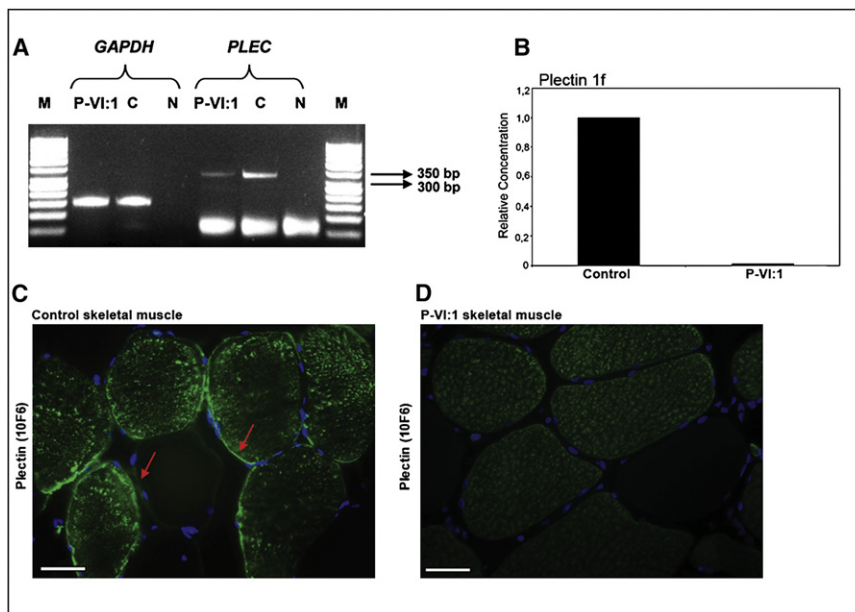 A
GAPDH PLEC
M P-VI:1 C N P-VI:1 C N M
350 bp
300 bp
B
Plectin 1f
Relative Concentration
1,2
1,0
0,8
0,6
0,4
0,2
0
Control P-VI:1
C
Control skeletal muscle
Plectin (10F6)
D
P-VI:1 skeletal muscle
Plectin (10F6)